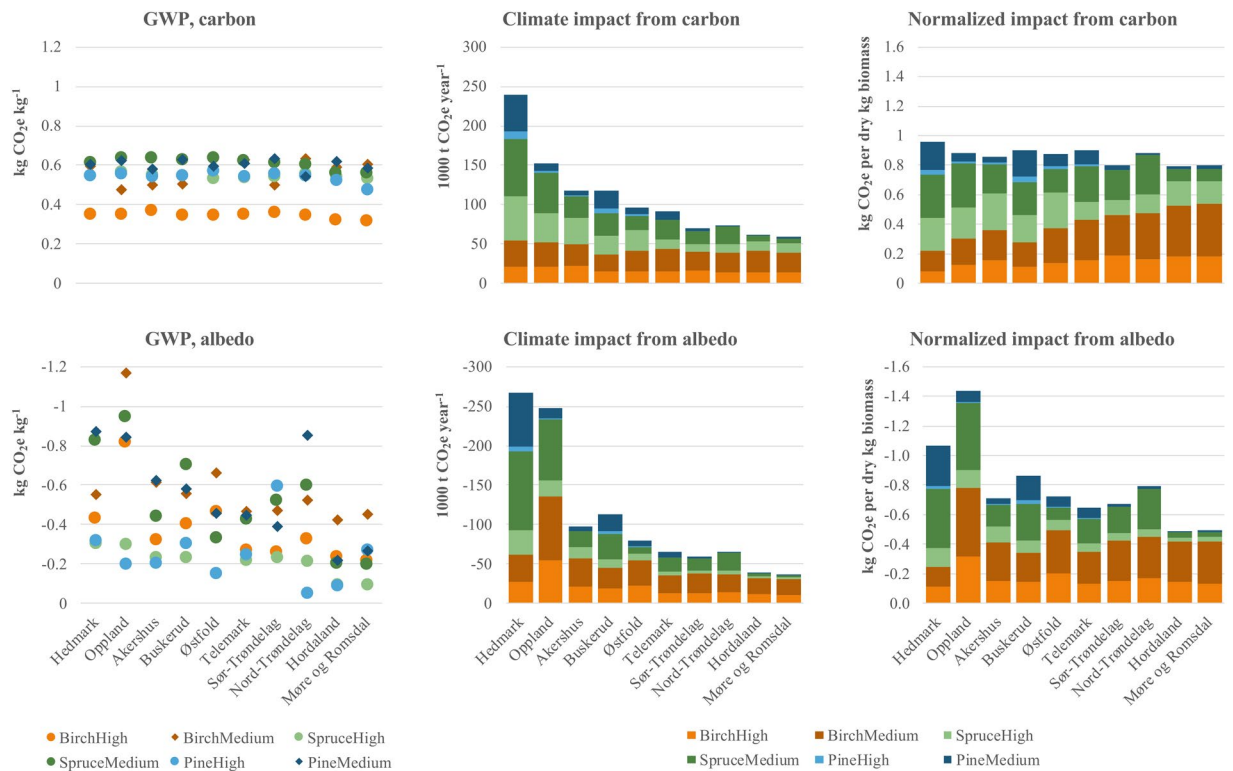 GWP, carbon
kg CO₂e kg⁻¹
1.2
1
0.8
0.6
0.4
0.2
0
Climate impact from carbon
1000 t CO₂e year⁻¹
300
250
200
150
100
50
0
Normalized impact from carbon
kg CO₂e per dry kg biomass
1.6
1.4
1.2
1
0.8
0.6
0.4
0.2
0
GWP, albedo
kg CO₂e kg⁻¹
-1.2
-1
-0.8
-0.6
-0.4
-0.2
0
Hedmark
Oppland
Akershus
Buskerud
Østfold
Telemark
Sør-Trøndelag
Nord-Trøndelag
Hordaland
Møre og Romsdal
Climate impact from albedo
1000 t CO₂e year⁻¹
-300
-250
-200
-150
-100
-50
0
Hedmark
Oppland
Akershus
Buskerud
Østfold
Telemark
Sør-Trøndelag
Nord-Trøndelag
Hordaland
Møre og Romsdal
Normalized impact from albedo
kg CO₂e per dry kg biomass
-1.6
-1.4
-1.2
-1.0
-0.8
-0.6
-0.4
-0.2
0.0
Hedmark
Oppland
Akershus
Buskerud
Østfold
Telemark
Sør-Trøndelag
Nord-Trøndelag
Hordaland
Møre og Romsdal
BirchHigh BirchMedium SpruceHigh
SpruceMedium PineHigh PineMedium
BirchHigh BirchMedium SpruceHigh
SpruceMedium PineHigh PineMedium